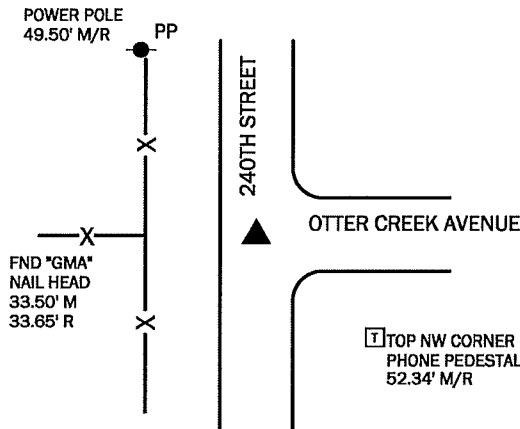 POWER POLE
49.50' M/R
PP
240TH STREET
OTTER CREEK AVENUE
X
X
X
FND "GMA"
NAIL HEAD
33.50' M
33.65' R
T
TOP NW CORNER
PHONE PEDESTAL
52.34' M/R